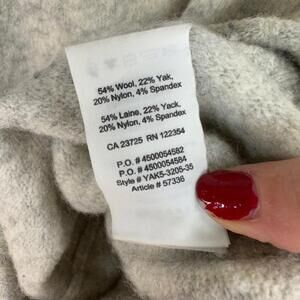 54% Wool, 22% Yak,
20% Nylon, 4% Spandex
54% Laine, 22% Yack,
20% Nylon, 4% Spandex
CA 23725 RN 122354
P.O. # 4500054582
P.O. # 4500054584
Style # YAK5-3205-35
Article # 57336